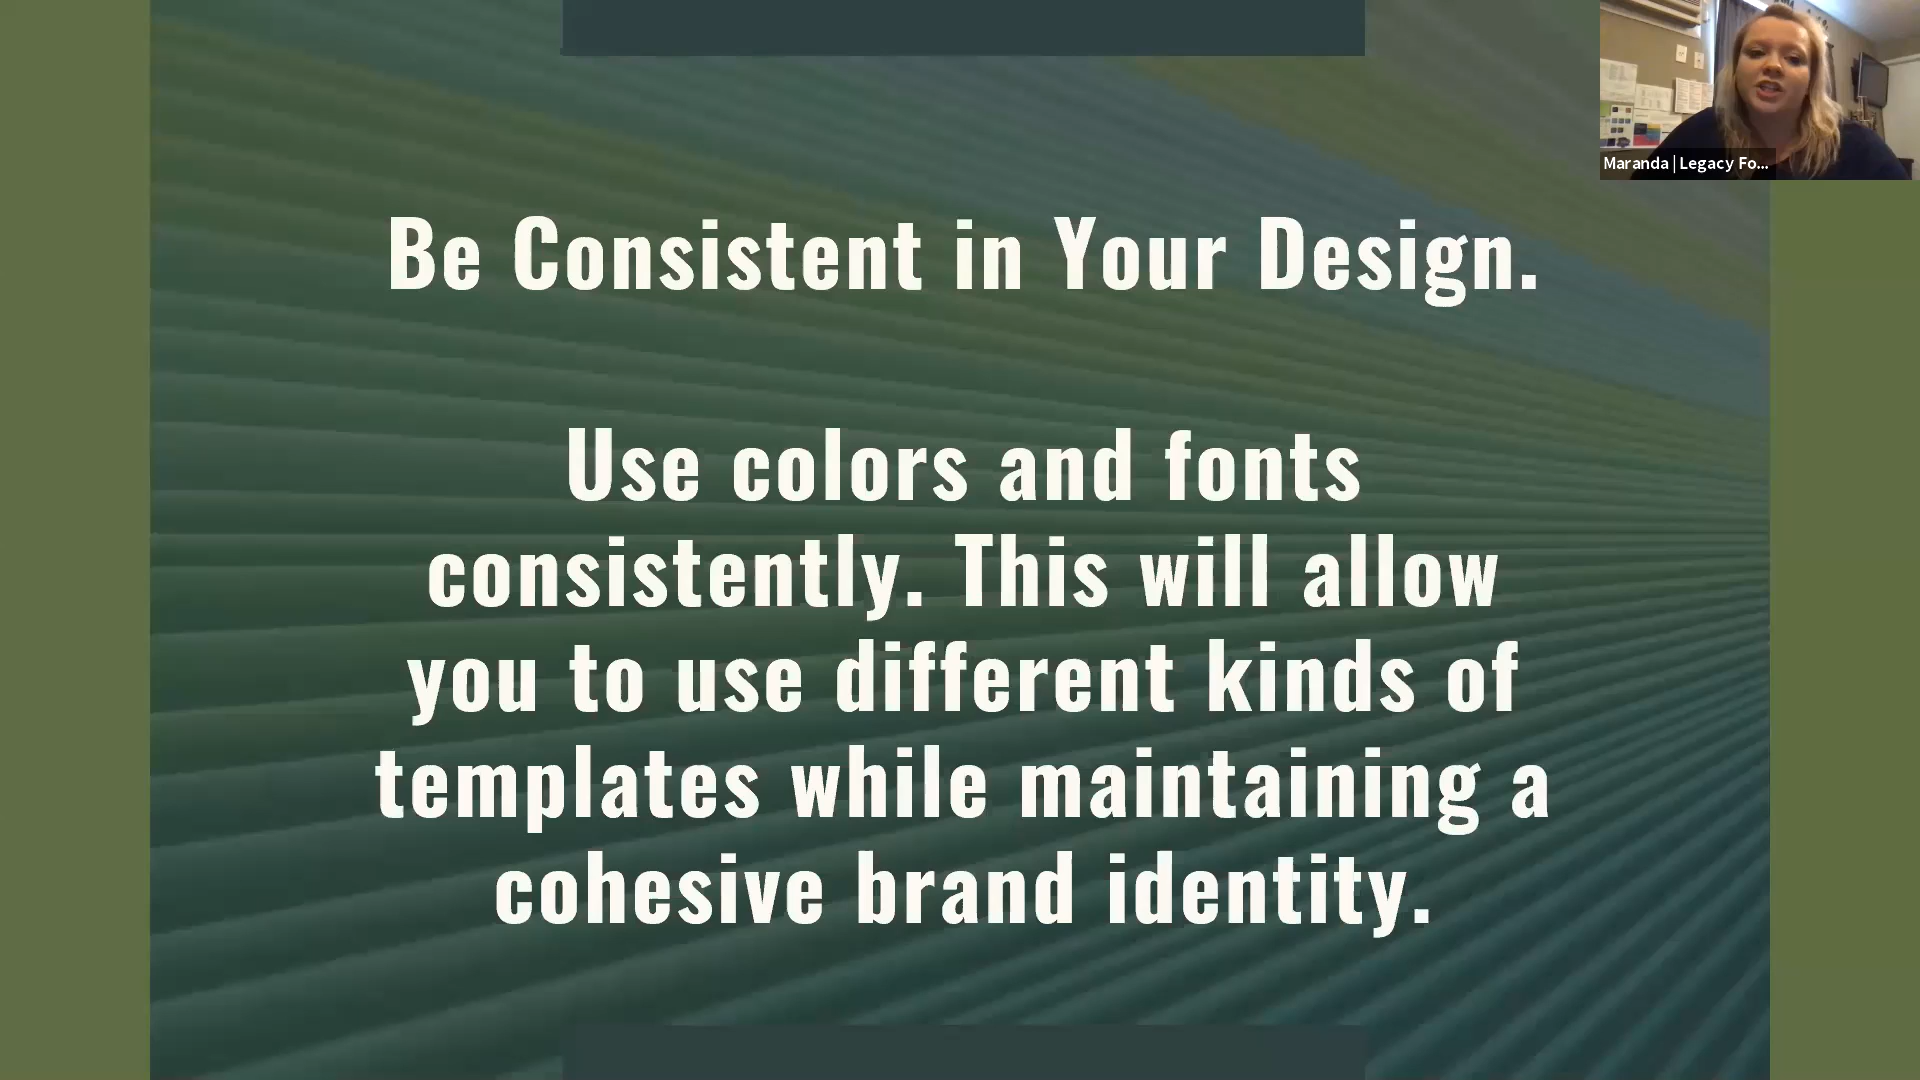 Be Consistent in Your Design.
Use colors and fonts
consistently. This will allow
you to use different kinds of
templates while maintaining a
cohesive brand identity.
Maranda | Legacy Fo...